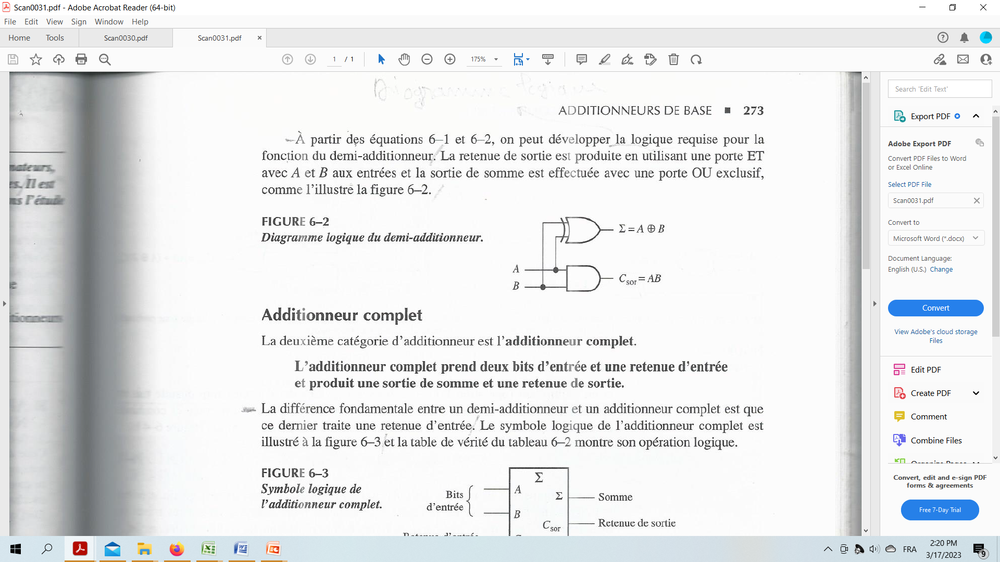 Scan0031.pdf - Adobe Acrobat Reader (64-bit)
File Edit View Sign Window Help
Home Tools Scan0030.pdf Scan0031.pdf
1 / 1 175%
Diagramme logique
ADDITIONNEURS DE BASE ■ 273
À partir des équations 6–1 et 6–2, on peut développer la logique requise pour la
fonction du demi-additionneur. La retenue de sortie est produite en utilisant une porte ET
avec A et B aux entrées et la sortie de somme est effectuée avec une porte OU exclusif,
comme l'illustre la figure 6–2.
FIGURE 6–2
Diagramme logique du demi-additionneur.
Σ = A ⊕ B
A
B
Csor = AB
Additionneur complet
La deuxième catégorie d'additionneur est l'additionneur complet.
L'additionneur complet prend deux bits d'entrée et une retenue d'entrée
et produit une sortie de somme et une retenue de sortie.
La différence fondamentale entre un demi-additionneur et un additionneur complet est que
ce dernier traite une retenue d'entrée. Le symbole logique de l'additionneur complet est
illustré à la figure 6–3 et la table de vérité du tableau 6–2 montre son opération logique.
FIGURE 6–3
Symbole logique de
l'additionneur complet.
Bits
d'entrée
Σ
A
B
Σ
Csor
Somme
Retenue de sortie
Retenue d'entrée
es. Il est
ns l'étude
Search 'Edit Text'
Export PDF
Adobe Export PDF
Convert PDF Files to Word
or Excel Online
Select PDF File
Scan0031.pdf
Convert to
Microsoft Word (*.docx)
Document Language:
English (U.S.) Change
Convert
View Adobe's cloud storage
Files
Edit PDF
Create PDF
Comment
Combine Files
Organize Pages
Convert, edit and e-sign PDF
forms & agreements
Free 7-Day Trial
FRA
2:20 PM
3/17/2023
9